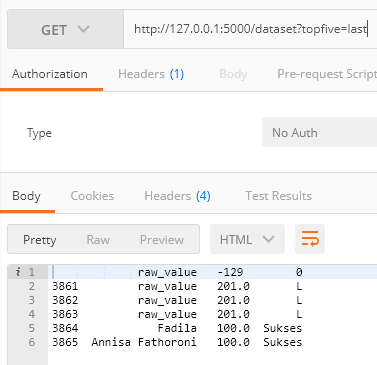 GET http://127.0.0.1:5000/dataset?topfive=last
Authorization Headers (1) Body Pre-request Script
Type No Auth
Body Cookies Headers (4) Test Results
Pretty Raw Preview HTML
i 1 raw_value -129 0
2 3861 raw_value 201.0 L
3 3862 raw_value 201.0 L
4 3863 raw_value 201.0 L
5 3864 Fadila 100.0 Sukses
6 3865 Annisa Fathoroni 100.0 Sukses